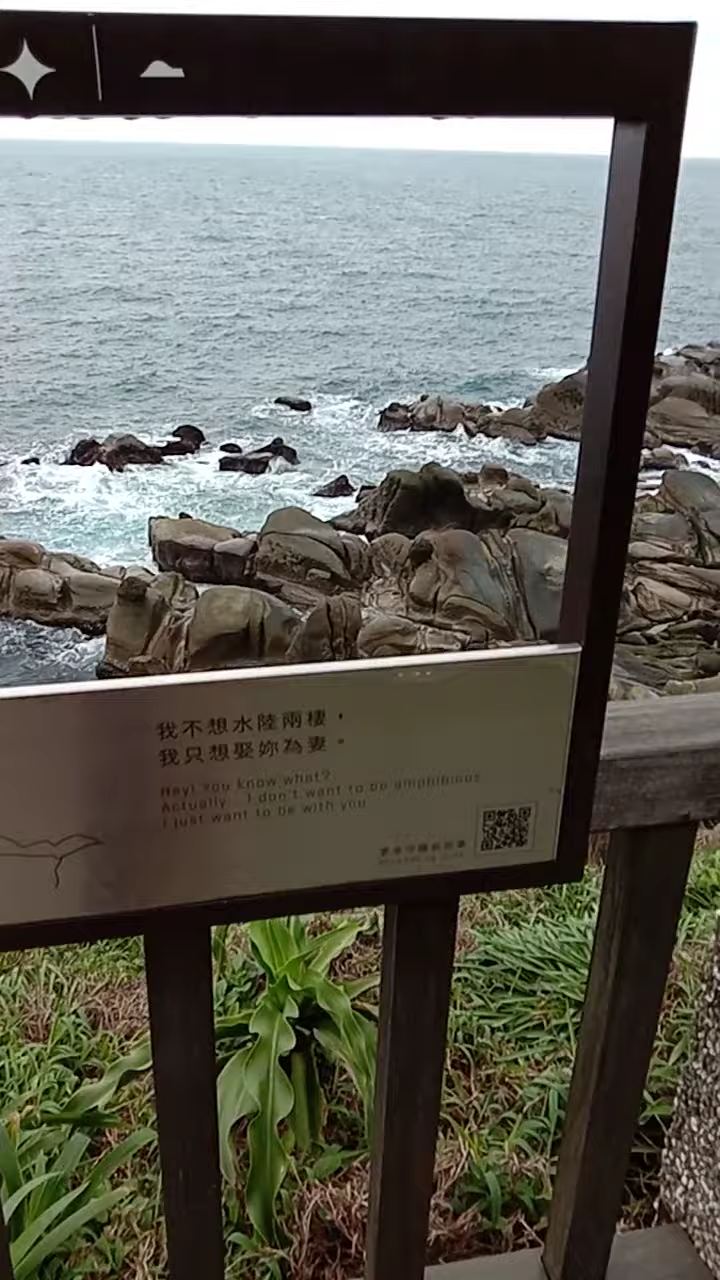 我不想水陸兩棲，
我只想娶妳為妻。
Hey! You know what?
Actually, I don't want to be amphibious
I just want to be with you